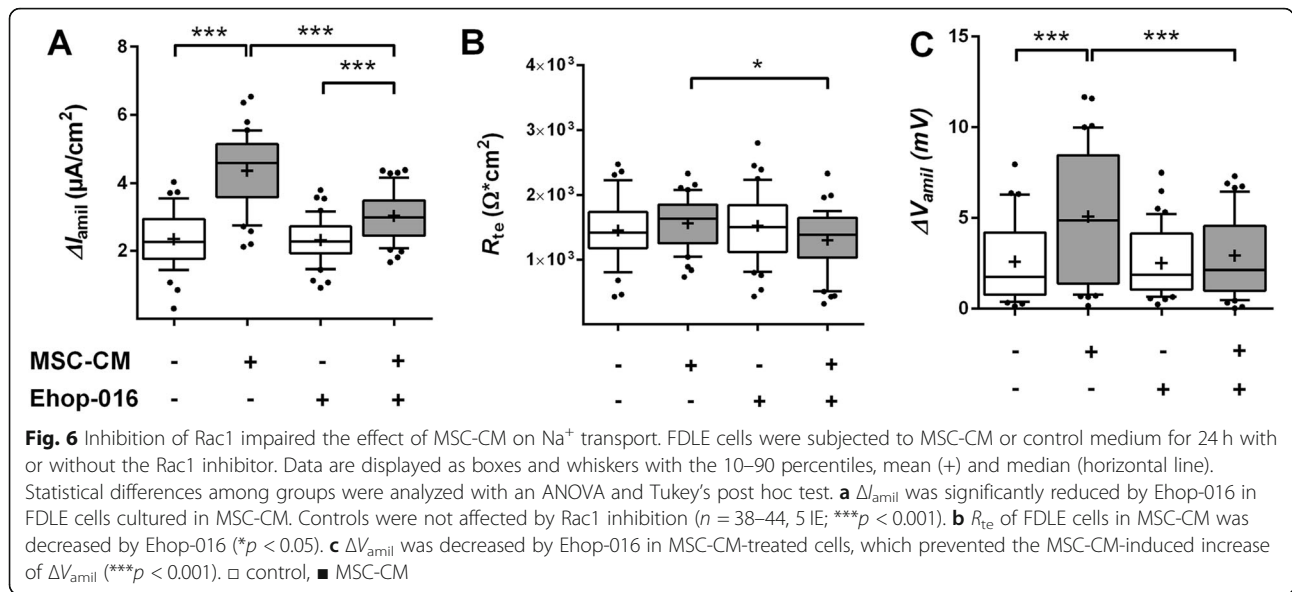 A
B
C
*** ***
***
*
*** ***
8
6
4
2
ΔIamil (µA/cm²)
4×10³
3×10³
2×10³
1×10³
Rte (Ω*cm²)
15
10
5
0
ΔVamil (mV)
MSC-CM - + - + - + - + - + - +
Ehop-016 - - + + - - + + - - + +
Fig. 6 Inhibition of Rac1 impaired the effect of MSC-CM on Na⁺ transport. FDLE cells were subjected to MSC-CM or control medium for 24 h with
or without the Rac1 inhibitor. Data are displayed as boxes and whiskers with the 10–90 percentiles, mean (+) and median (horizontal line).
Statistical differences among groups were analyzed with an ANOVA and Tukey's post hoc test. a ΔIamil was significantly reduced by Ehop-016 in
FDLE cells cultured in MSC-CM. Controls were not affected by Rac1 inhibition (n = 38–44, 5 IE; ***p < 0.001). b Rte of FDLE cells in MSC-CM was
decreased by Ehop-016 (*p < 0.05). c ΔVamil was decreased by Ehop-016 in MSC-CM-treated cells, which prevented the MSC-CM-induced increase
of ΔVamil (***p < 0.001). □ control, ■ MSC-CM